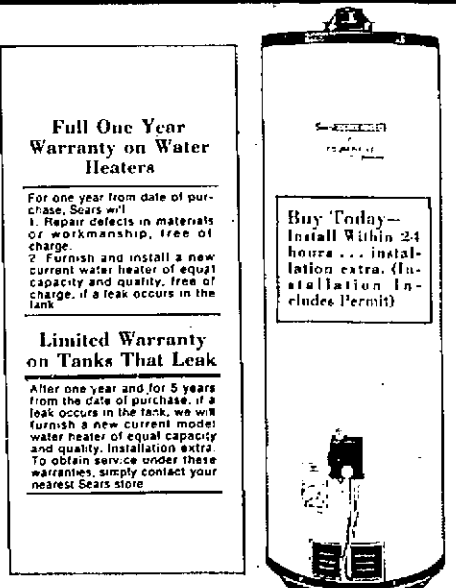 Full One Year
Warranty on Water
Heaters
For one year from date of pur-
chase, Sears will
1. Repair defects in materials
or workmanship, free of
charge.
2. Furnish and install a new
current water heater of equal
capacity and quality, free of
charge, if a leak occurs in the
tank
Limited Warranty
on Tanks That Leak
After one year and for 5 years
from the date of purchase, if a
leak occurs in the tank, we will
furnish a new current model
water heater of equal capacity
and quality. Installation extra.
To obtain service under these
warranties, simply contact your
nearest Sears store
Buy Today—
Install Within 24
hours . . . instal-
lation extra. (In-
stallation In-
cludes Permit)